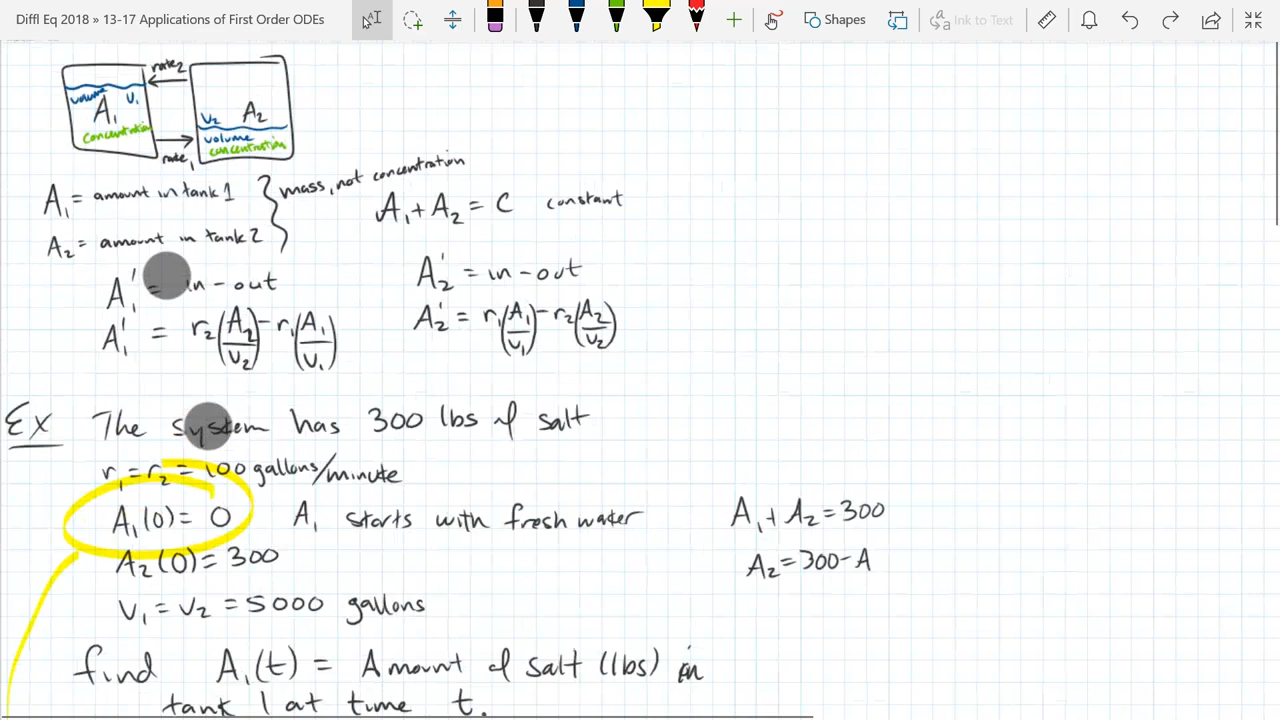 Diffl Eq 2018 » 13-17 Applications of First Order ODEs
Shapes
Ink to Text
rate2
volume V₁
A₁
concentration
rate₁
V₂ A₂
volume
concentration
A₁ = amount in tank 1
A₂ = amount in tank 2
mass, not concentration
A₁ + A₂ = C constant
A₁' = in - out
A₁' = r₂(A₂/V₂) - r₁(A₁/V₁)
A₂' = in - out
A₂' = r₁(A₁/V₁) - r₂(A₂/V₂)
Ex The system has 300 lbs of salt
r₁ = r₂ = 100 gallons/minute
A₁(0) = 0 A₁ starts with fresh water
A₂(0) = 300
V₁ = V₂ = 5000 gallons
A₁ + A₂ = 300
A₂ = 300 - A
find A₁(t) = Amount of salt (lbs) in
tank 1 at time t.